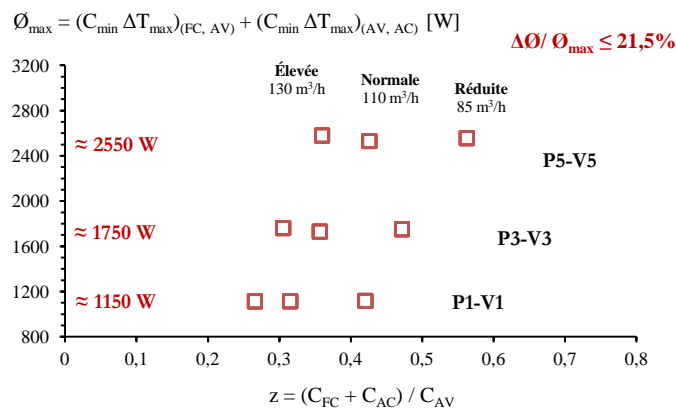 Ø_max = (C_min ΔT_max)_(FC, AV) + (C_min ΔT_max)_(AV, AC) [W]
ΔØ/ Ø_max ≤ 21,5%
3200
2800
2400
2000
1600
1200
800
Élevée
130 m³/h
Normale
110 m³/h
Réduite
85 m³/h
≈ 2550 W
P5-V5
≈ 1750 W
P3-V3
≈ 1150 W
P1-V1
0 0,1 0,2 0,3 0,4 0,5 0,6 0,7 0,8
z = (C_FC + C_AC) / C_AV